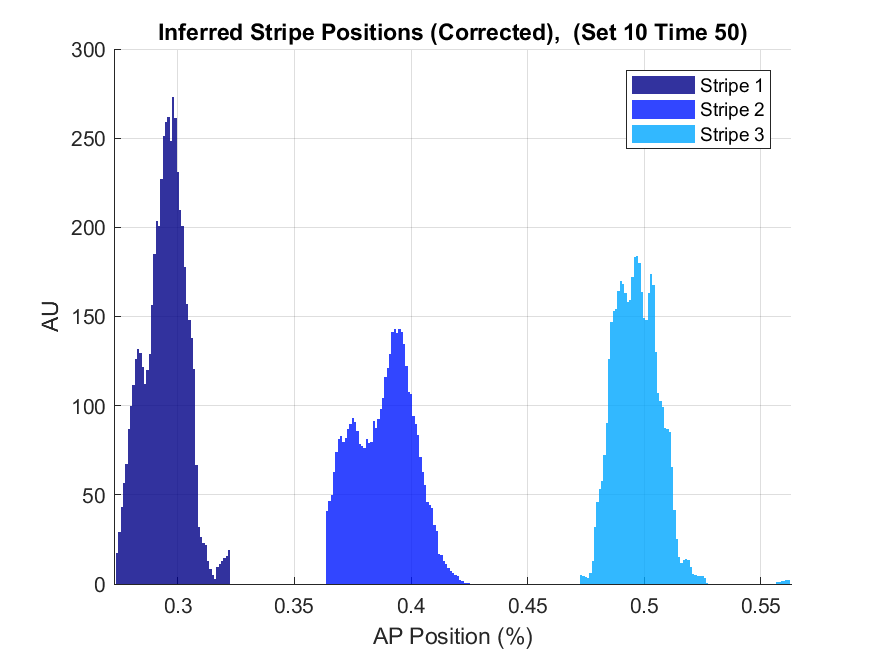 Inferred Stripe Positions (Corrected),  (Set 10 Time 50)
300
250
200
150
100
50
0
AU
Stripe 1
Stripe 2
Stripe 3
0.3 0.35 0.4 0.45 0.5 0.55
AP Position (%)